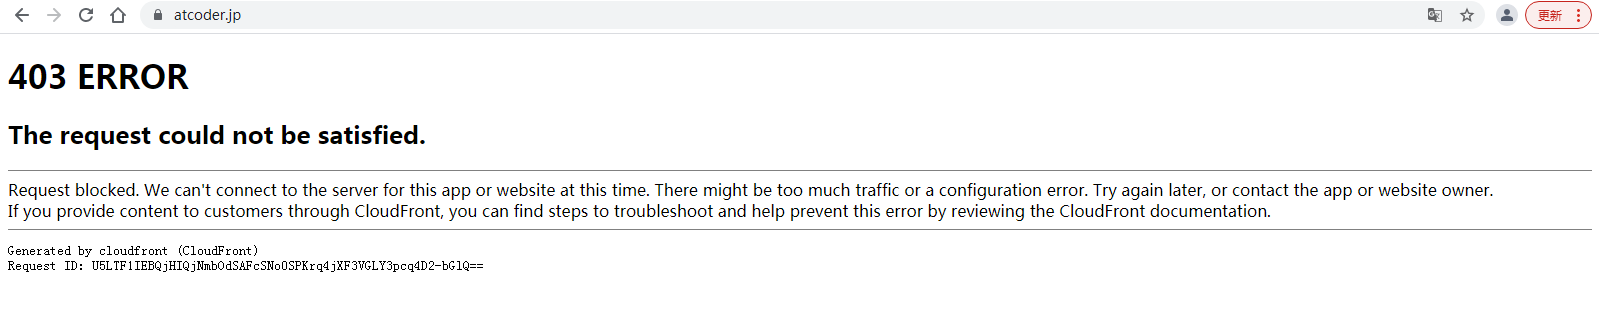 atcoder.jp
更新
403 ERROR
The request could not be satisfied.
Request blocked. We can't connect to the server for this app or website at this time. There might be too much traffic or a configuration error. Try again later, or contact the app or website owner.
If you provide content to customers through CloudFront, you can find steps to troubleshoot and help prevent this error by reviewing the CloudFront documentation.
Generated by cloudfront (CloudFront)
Request ID: U5LTF1IEBQjHIQjNmbOdSAFcSNo0SPKrq4jXF3VGLY3pcq4D2-bGlQ==